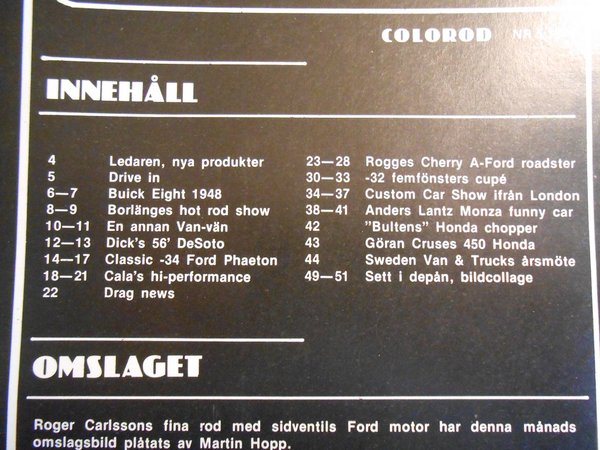 COLOROD NR
INNEHÅLL
4 Ledaren, nya produkter
5 Drive in
6—7 Buick Eight 1948
8—9 Borlänges hot rod show
10—11 En annan Van-vän
12—13 Dick's 56' DeSoto
14—17 Classic -34 Ford Phaeton
18—21 Cala's hi-performance
22 Drag news
23—28 Rogges Cherry A-Ford roadster
30—33 -32 femfönsters cupé
34—37 Custom Car Show ifrån London
38—41 Anders Lantz Monza funny car
42 ”Bultens” Honda chopper
43 Göran Cruses 450 Honda
44 Sweden Van & Trucks årsmöte
49—51 Sett i depån, bildcollage
OMSLAGET
Roger Carlssons fina rod med sidventils Ford motor har denna månads
omslagsbild plåtats av Martin Hopp.